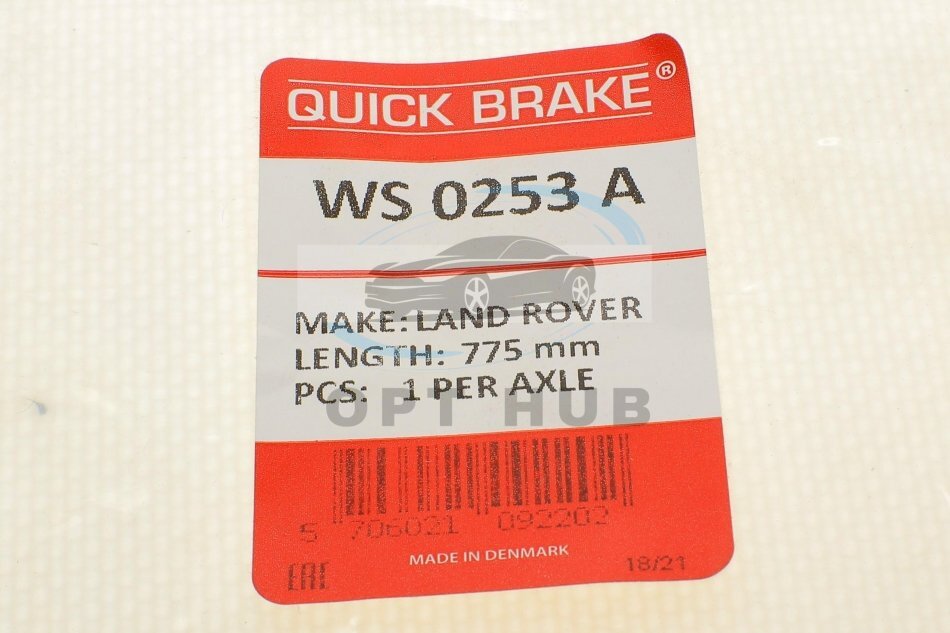 QUICK BRAKE®
WS 0253 A
MAKE: LAND ROVER
LENGTH: 775 mm
PCS: 1 PER AXLE
OPT HUB
5 706021 092202
MADE IN DENMARK
EAC 18/21